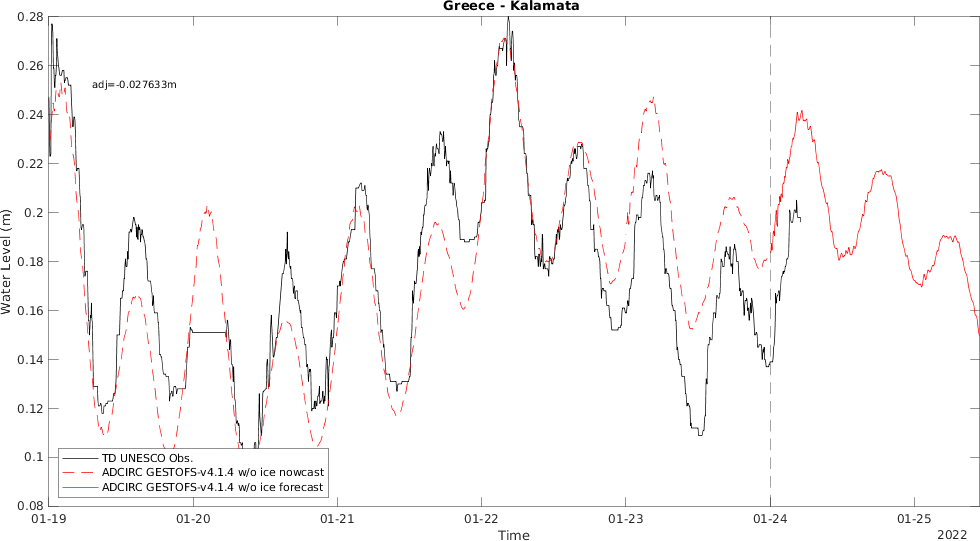 Greece - Kalamata
0.28
0.26
0.24
0.22
0.2
0.18
0.16
0.14
0.12
0.1
0.08
Water Level (m)
adj=-0.027633m
TD UNESCO Obs.
ADCIRC GESTOFS-v4.1.4 w/o ice nowcast
ADCIRC GESTOFS-v4.1.4 w/o ice forecast
01-19 01-20 01-21 01-22 01-23 01-24 01-25
Time
2022